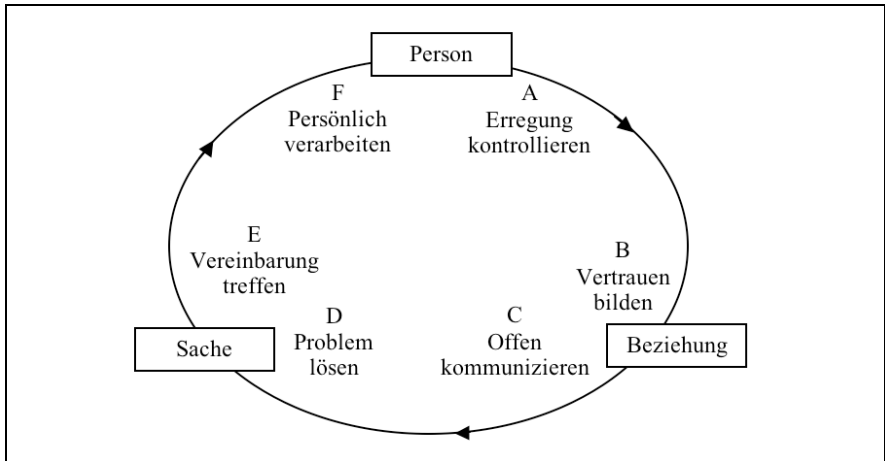 Person
F
Persönlich
verarbeiten
A
Erregung
kontrollieren
E
Vereinbarung
treffen
B
Vertrauen
bilden
Sache
D
Problem
lösen
C
Offen
kommunizieren
Beziehung